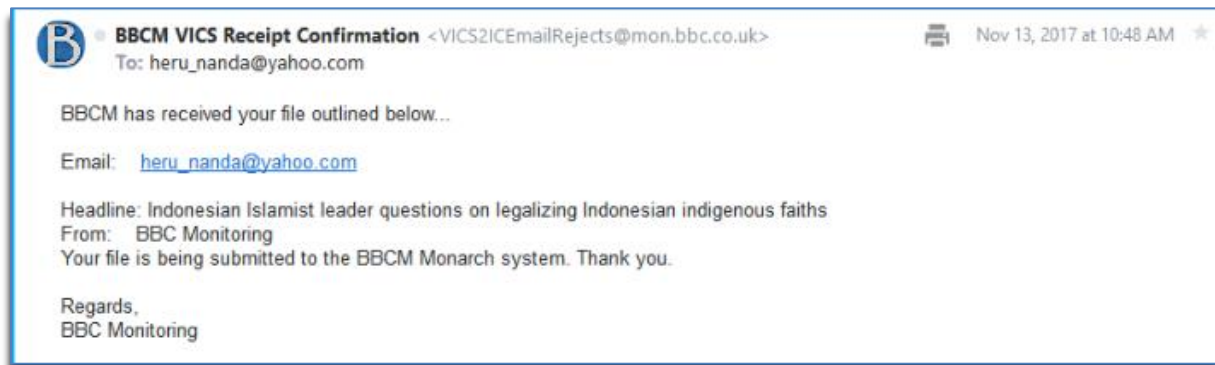 B
BBCM VICS Receipt Confirmation <VICS2ICEmailRejects@mon.bbc.co.uk> Nov 13, 2017 at 10:48 AM
To: heru_nanda@yahoo.com
BBCM has received your file outlined below...
Email: heru_nanda@yahoo.com
Headline: Indonesian Islamist leader questions on legalizing Indonesian indigenous faiths
From: BBC Monitoring
Your file is being submitted to the BBCM Monarch system. Thank you.
Regards,
BBC Monitoring